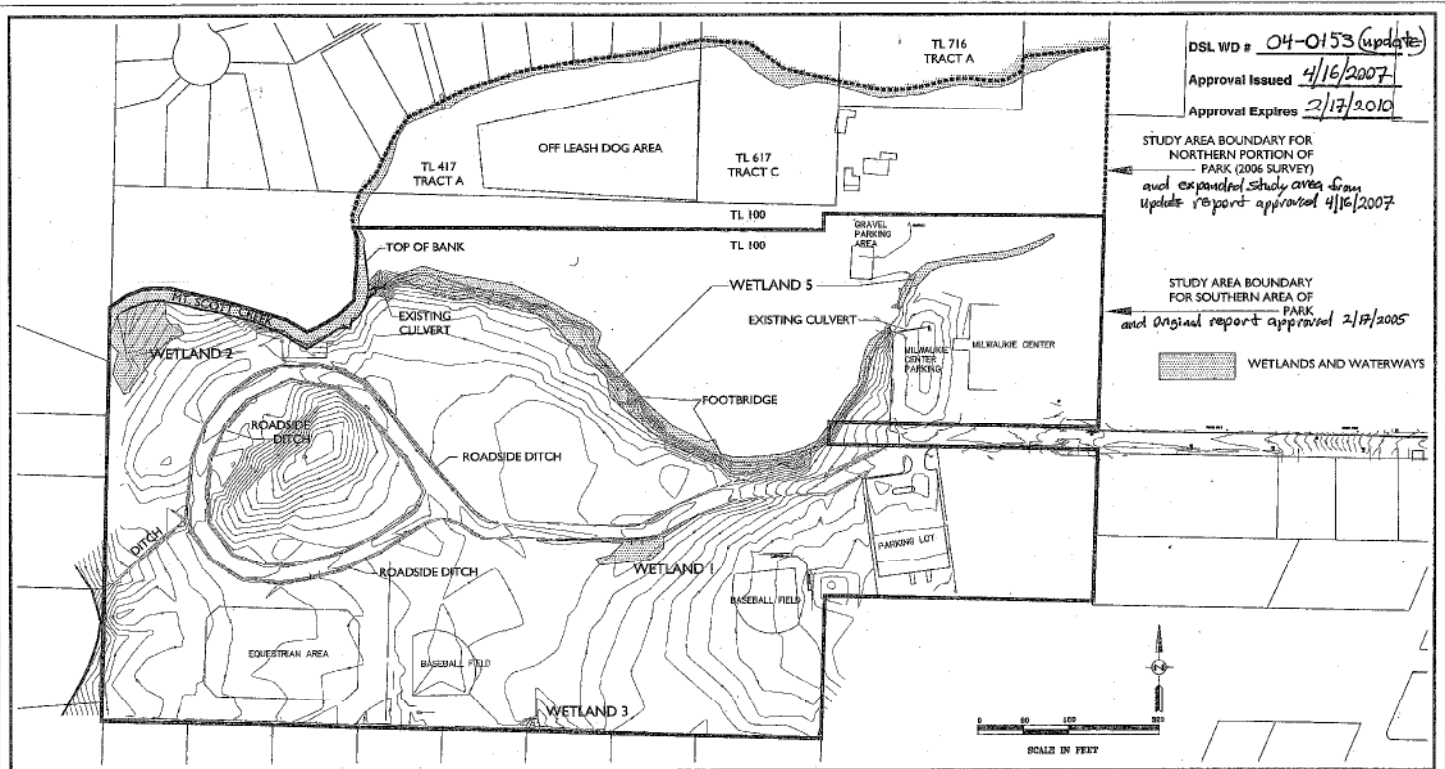 DSL WD # 04-0153 (update)
Approval Issued 4/16/2007
Approval Expires 2/17/2010
TL 716
TRACT A
OFF LEASH DOG AREA
TL 417
TRACT A
TL 617
TRACT C
STUDY AREA BOUNDARY FOR
NORTHERN PORTION OF
PARK (2006 SURVEY)
and expanded study area from
update report approved 4/16/2007
TL 100
TL 100
TOP OF BANK
GRAVEL
PARKING
AREA
WETLAND 5
MT. SCOTT CREEK
EXISTING
CULVERT
EXISTING CULVERT
STUDY AREA BOUNDARY
FOR SOUTHERN AREA OF
PARK
and original report approved 2/17/2005
WETLAND 2
MILWAUKIE
CENTER
PARKING
MILWAUKIE CENTER
WETLANDS AND WATERWAYS
FOOTBRIDGE
ROADSIDE
DITCH
ROADSIDE DITCH
DITCH
PARKING LOT
ROADSIDE DITCH
WETLAND 1
BASEBALL FIELD
EQUESTRIAN AREA
BASEBALL FIELD
WETLAND 3
N
0
100
SCALE IN FEET